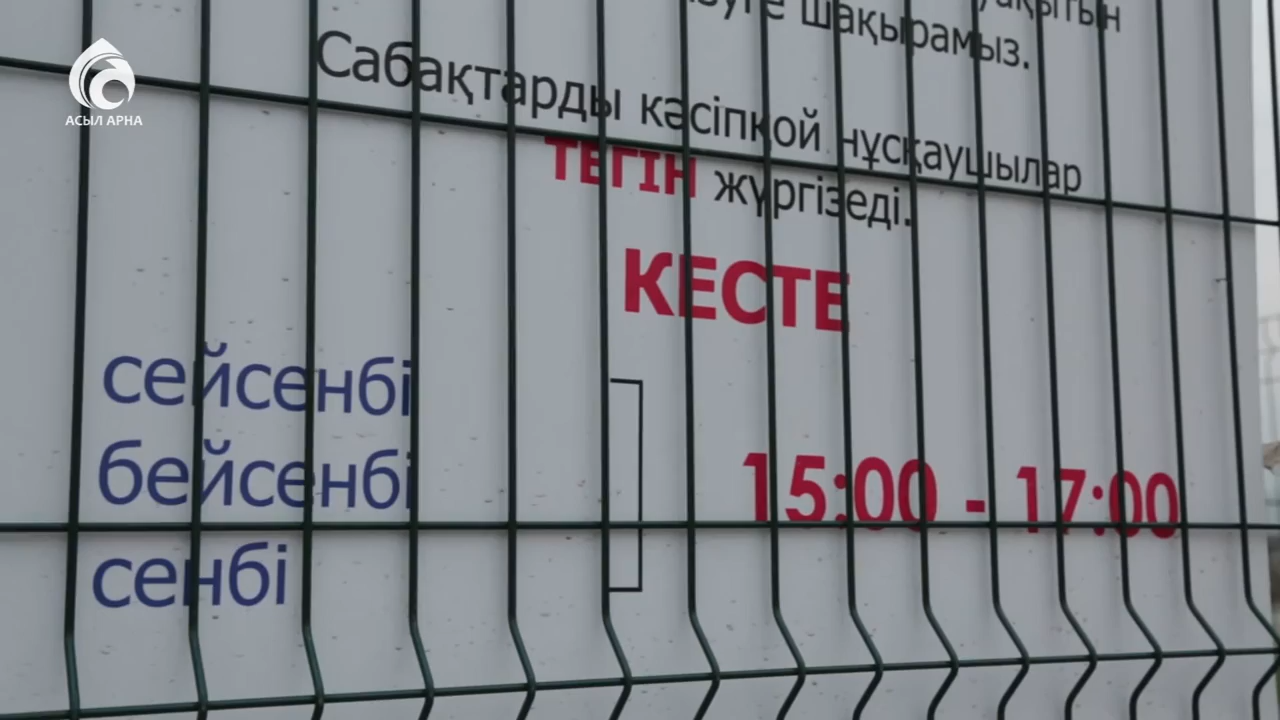 шақырамыз.
Сабақтарды кәсіпқой нұсқаушылар
ТЕГІН жүргізеді.
КЕСТЕ
сейсенбі
бейсенбі
сенбі
15:00 - 17:00
АСЫЛ АРНА